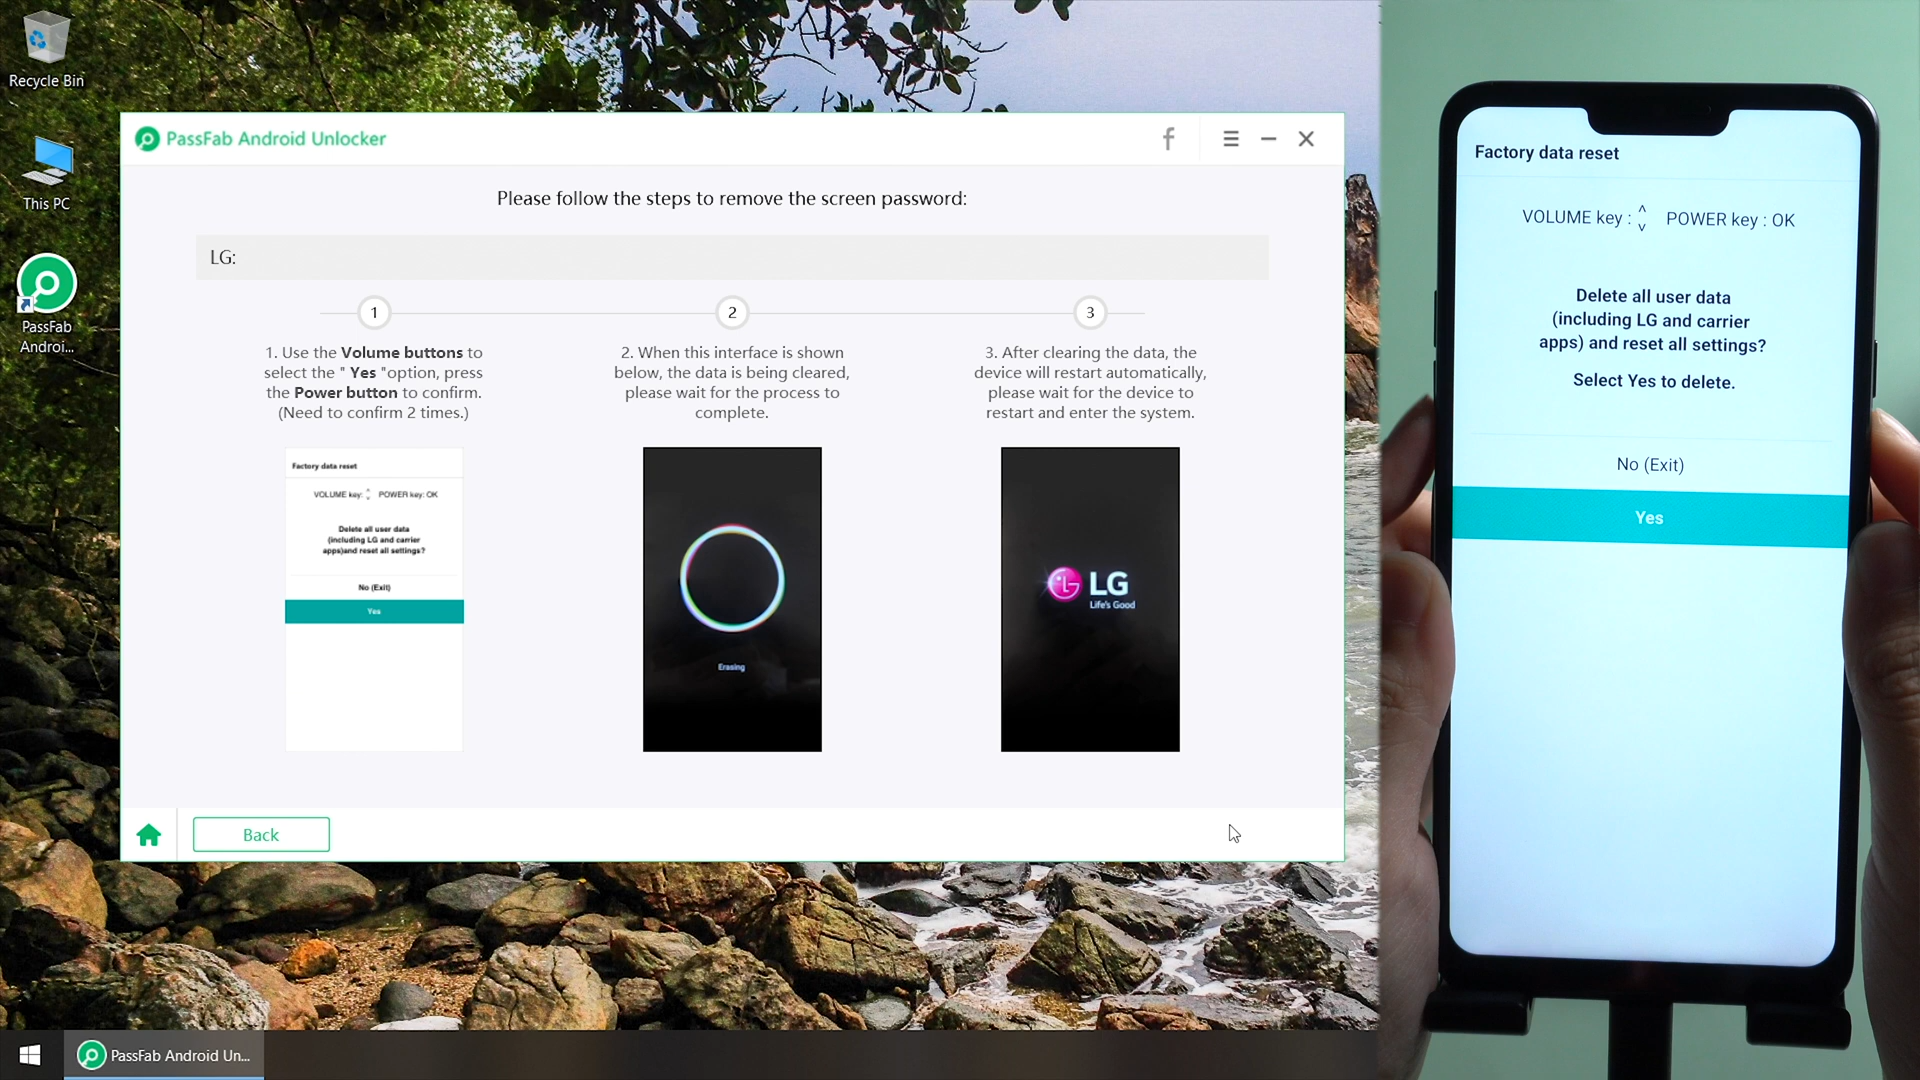 Recycle Bin
This PC
PassFab
Androi...
PassFab Android Unlocker
f
Please follow the steps to remove the screen password:
LG:
1
2
3
1. Use the Volume buttons to
select the " Yes "option, press
the Power button to confirm.
(Need to confirm 2 times.)
2. When this interface is shown
below, the data is being cleared,
please wait for the process to
complete.
3. After clearing the data, the
device will restart automatically,
please wait for the device to
restart and enter the system.
Factory data reset
VOLUME key: POWER key: OK
Delete all user data
(including LG and carrier
apps)and reset all settings?
No (Exit)
Yes
Erasing
LG
Life's Good
Back
PassFab Android Un...
Factory data reset
VOLUME key : POWER key : OK
Delete all user data
(including LG and carrier
apps) and reset all settings?
Select Yes to delete.
No (Exit)
Yes